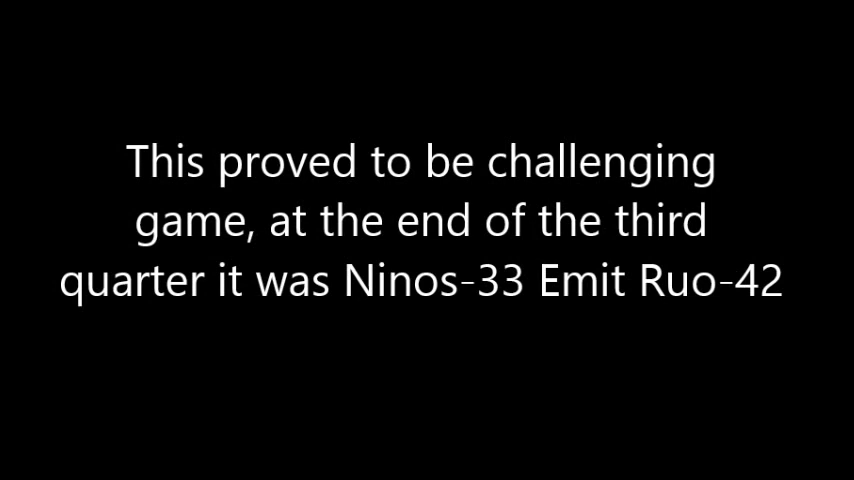 This proved to be challenging
game, at the end of the third
quarter it was Ninos-33 Emit Ruo-42